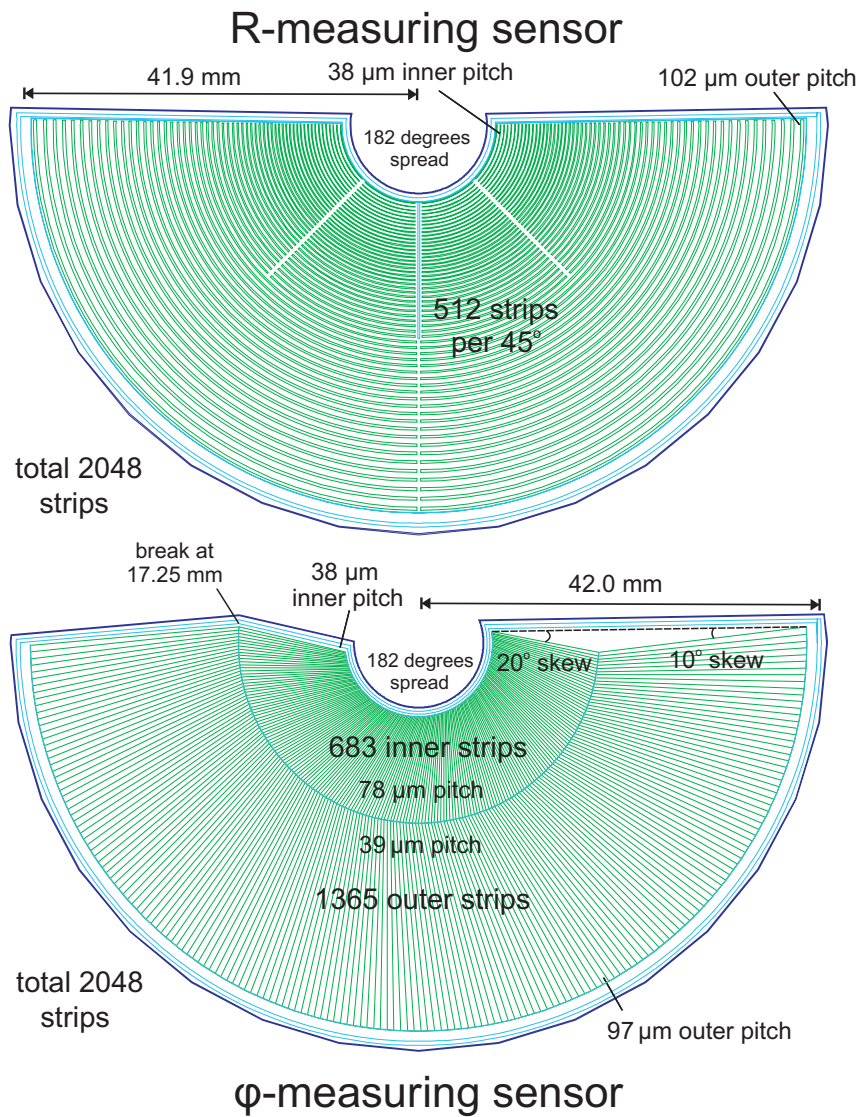 R-measuring sensor
41.9 mm
38 µm inner pitch
102 µm outer pitch
182 degrees
spread
512 strips
per 45°
total 2048
strips
break at
17.25 mm
38 µm
inner pitch
42.0 mm
182 degrees
spread
20° skew
10° skew
683 inner strips
78 µm pitch
39 µm pitch
1365 outer strips
total 2048
strips
97 µm outer pitch
φ-measuring sensor